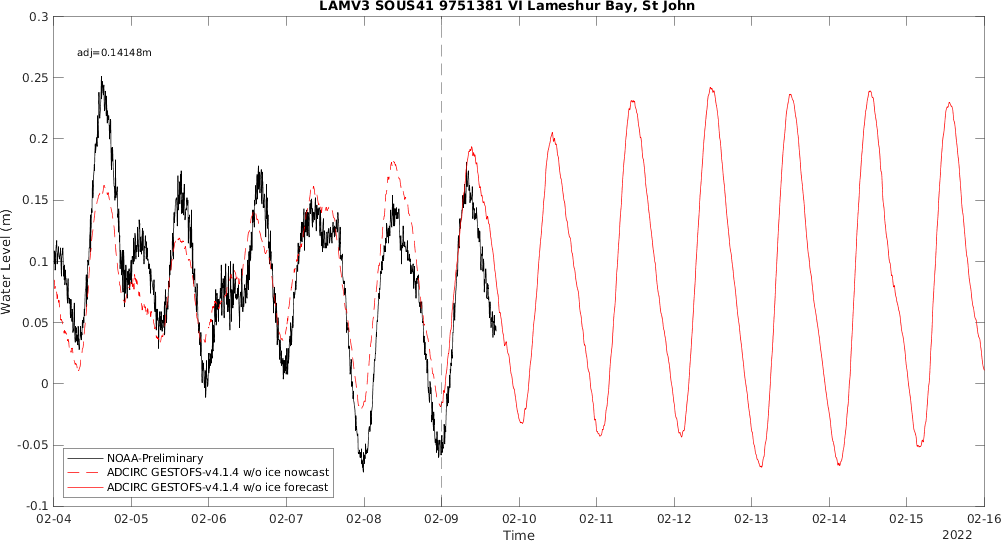 LAMV3 SOUS41 9751381 VI Lameshur Bay, St John
adj=0.14148m
0.3
0.25
0.2
0.15
0.1
0.05
0
-0.05
-0.1
Water Level (m)
NOAA-Preliminary
ADCIRC GESTOFS-v4.1.4 w/o ice nowcast
ADCIRC GESTOFS-v4.1.4 w/o ice forecast
02-04 02-05 02-06 02-07 02-08 02-09 02-10 02-11 02-12 02-13 02-14 02-15 02-16
Time
2022